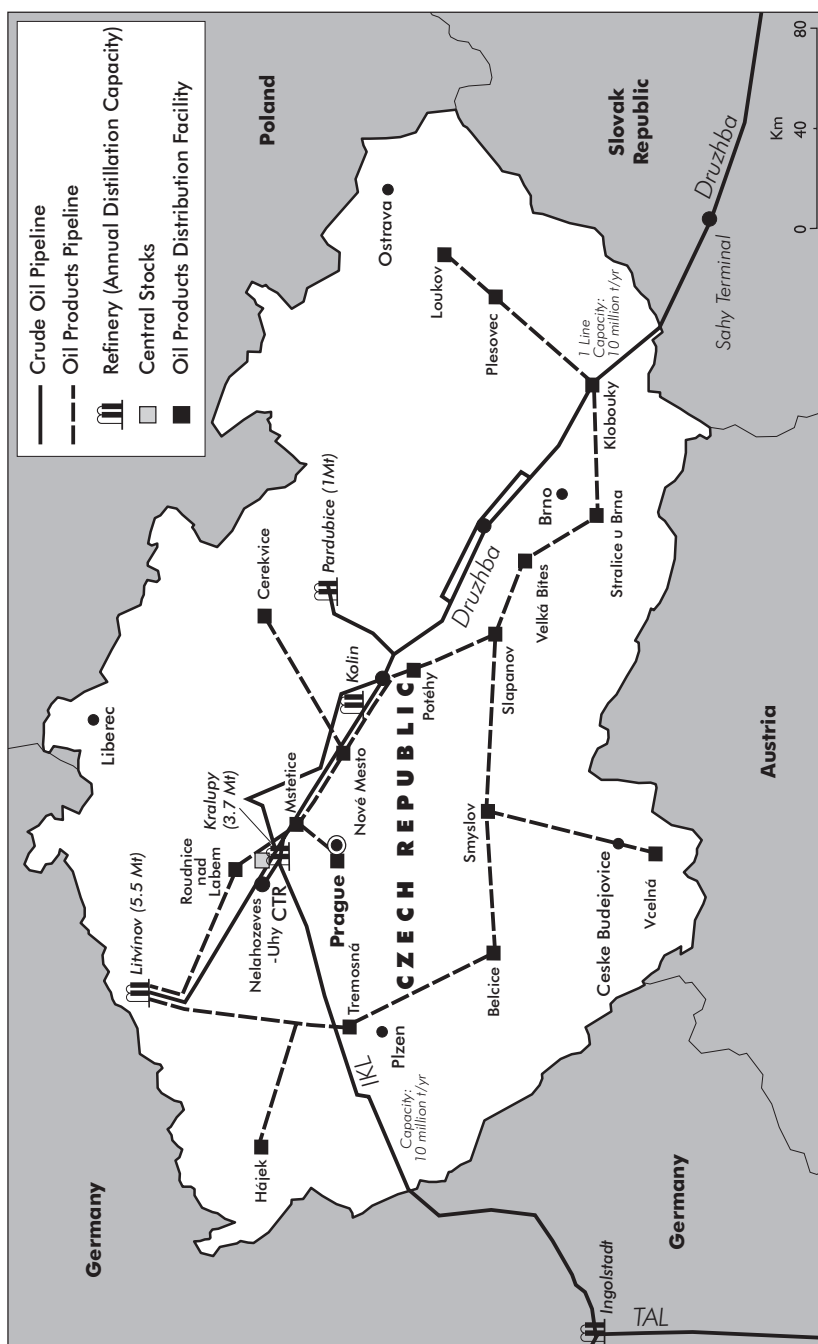 Crude Oil Pipeline
Oil Products Pipeline
Refinery (Annual Distillation Capacity)
Central Stocks
Oil Products Distribution Facility
Germany
Poland
Liberec
Litvínov (5.5 Mt)
Roudnice
nad
Labem
Kralupy
(3.7 Mt)
Cerekvice
Hájek
Nelahozeves
-Uhy
CTR
Mstetice
Pardubice (1Mt)
Prague
Nové Mesto
Kolín
Tremosná
IKL
Plzen
CZECH REPUBLIC
Potéhy
Druzhba
Ostrava
Capacity:
10 million t/yr
Loukov
Plesovec
Belcice
Smyslov
Slapanov
Velká Bítes
Brno
1 Line
Capacity:
10 million t/yr
Klobouky
Stralice u Brna
Ceske Budejovice
Vcelná
Slovak
Republic
Druzhba
Sahy Terminal
Ingolstadt
Germany
TAL
Austria
Km
0
40
80